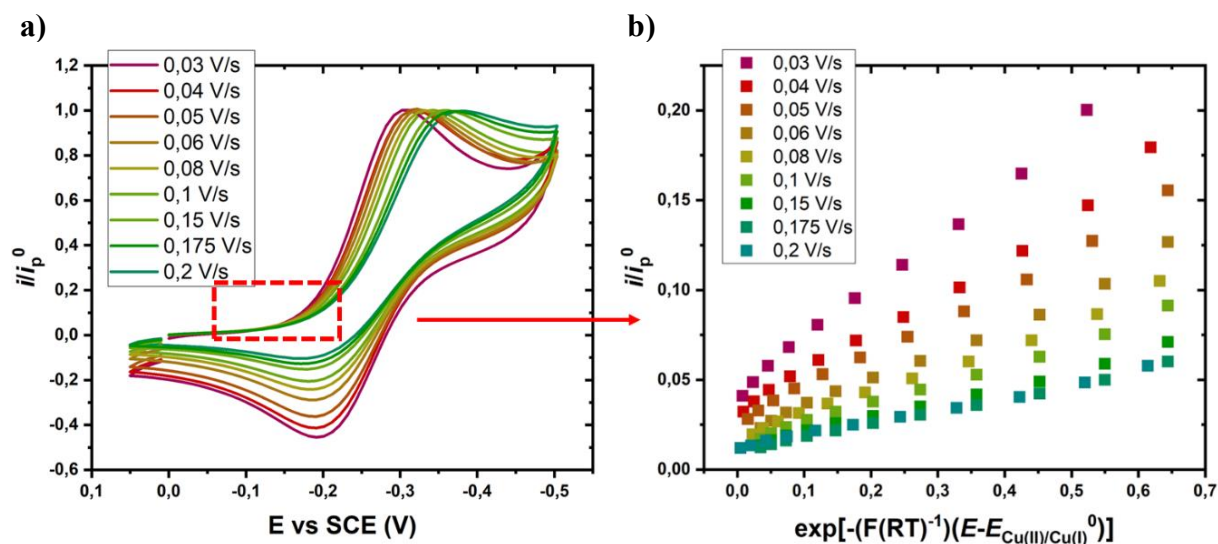 a)
0,03 V/s
0,04 V/s
0,05 V/s
0,06 V/s
0,08 V/s
0,1 V/s
0,15 V/s
0,175 V/s
0,2 V/s
1,2
1,0
0,8
0,6
0,4
0,2
0,0
-0,2
-0,4
-0,6
i/ip0
0,1
0,0
-0,1
-0,2
-0,3
-0,4
-0,5
E vs SCE (V)
b)
0,03 V/s
0,04 V/s
0,05 V/s
0,06 V/s
0,08 V/s
0,1 V/s
0,15 V/s
0,175 V/s
0,2 V/s
0,20
0,15
0,10
0,05
0,00
i/ip0
0,0
0,1
0,2
0,3
0,4
0,5
0,6
0,7
exp[-(F(RT)-1)(E-ECu(II)/Cu(I)0)]